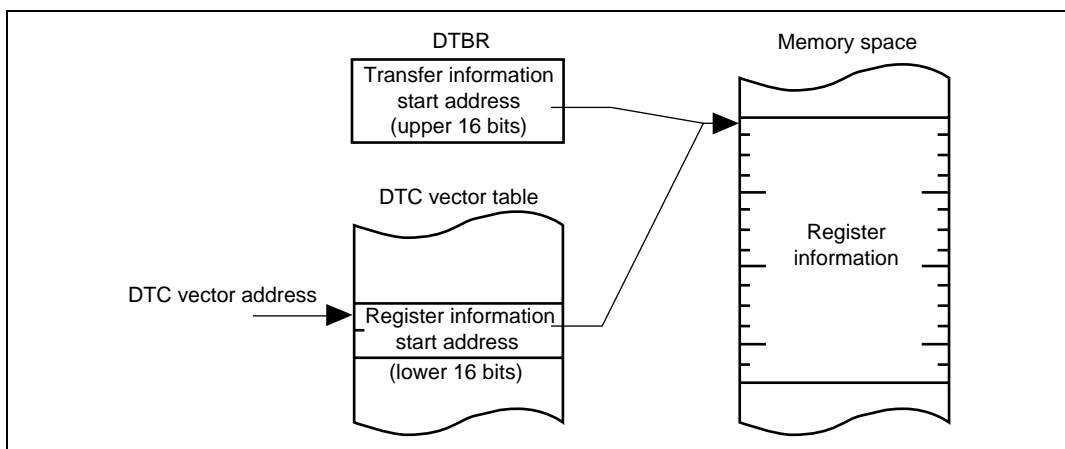 DTBR
Transfer information
start address
(upper 16 bits)
Memory space
DTC vector table
DTC vector address
Register information
start address
(lower 16 bits)
Register
information